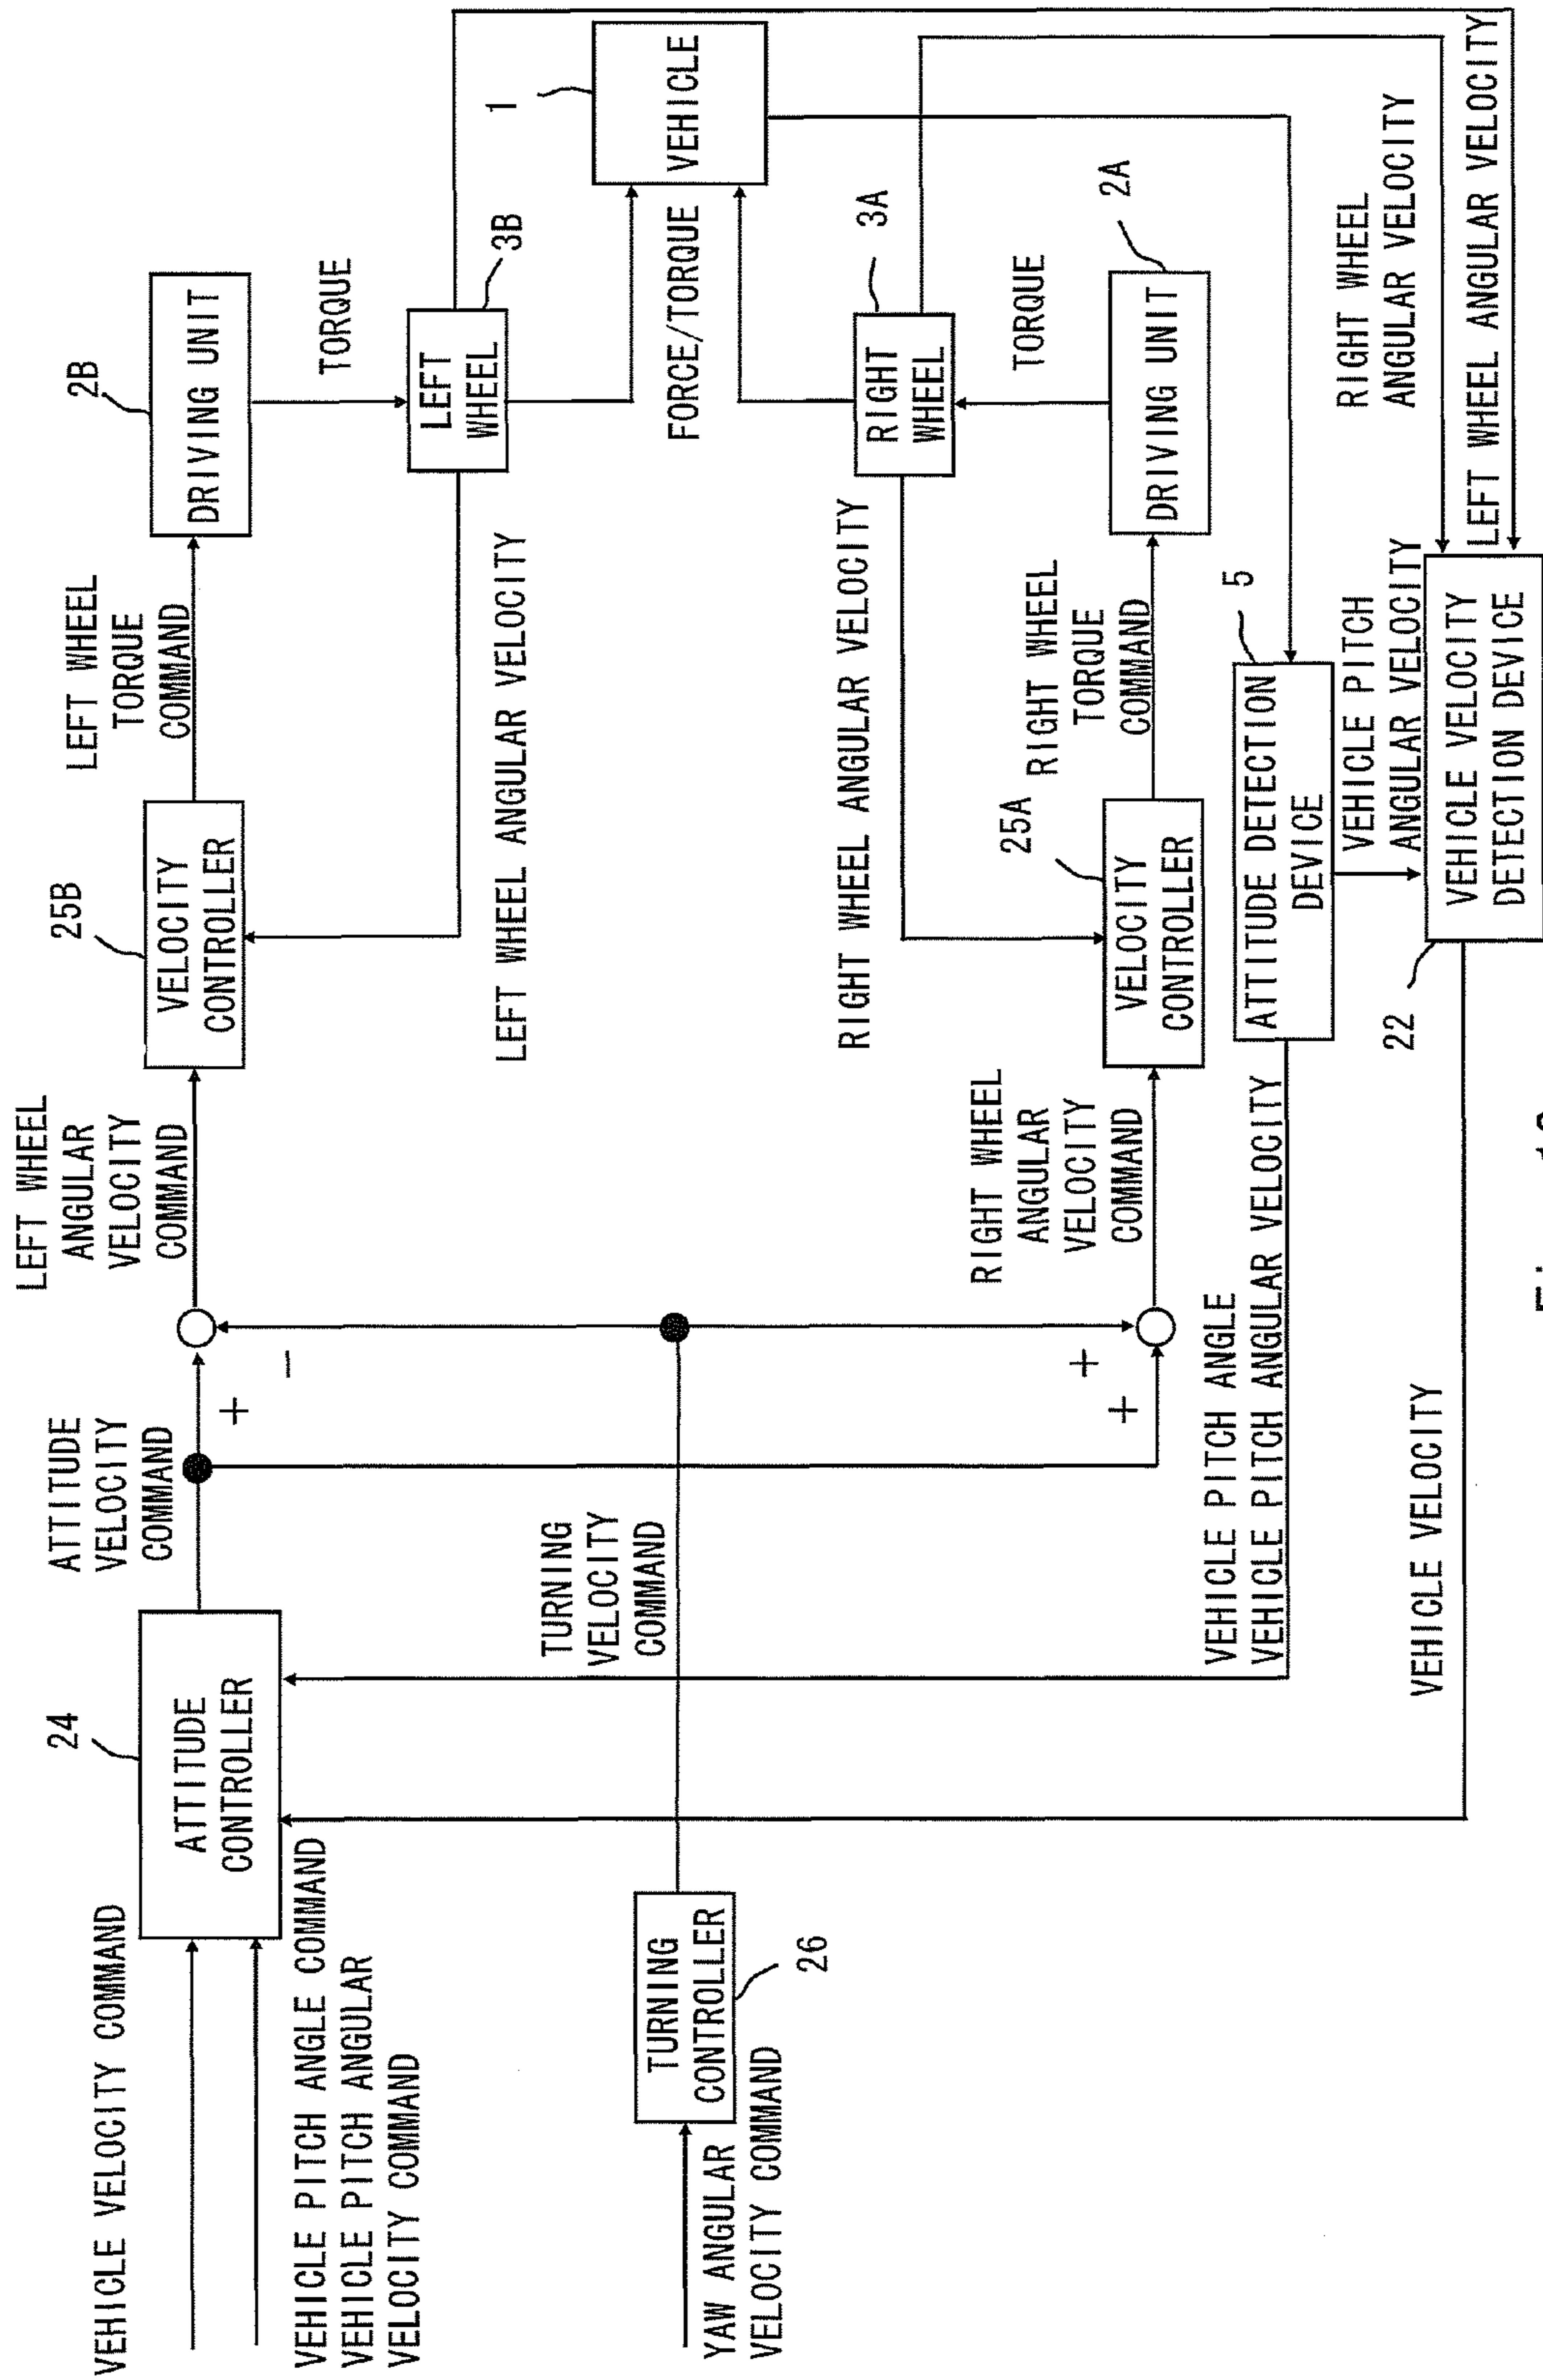 VEHICLE VELOCITY COMMAND
VEHICLE PITCH ANGLE COMMAND
VEHICLE PITCH ANGULAR
VELOCITY COMMAND
24
ATTITUDE
CONTROLLER
ATTITUDE
VELOCITY
COMMAND
+
-
LEFT WHEEL
ANGULAR
VELOCITY
COMMAND
25B
VELOCITY
CONTROLLER
LEFT WHEEL
TORQUE
COMMAND
2B
DRIVING UNIT
TORQUE
LEFT
WHEEL
3B
LEFT WHEEL ANGULAR VELOCITY
1
VEHICLE
FORCE/TORQUE
YAW ANGULAR
VELOCITY COMMAND
TURNING
CONTROLLER
26
TURNING
VELOCITY
COMMAND
+
+
RIGHT WHEEL
ANGULAR
VELOCITY
COMMAND
RIGHT WHEEL ANGULAR VELOCITY
25A
VELOCITY
CONTROLLER
RIGHT WHEEL
TORQUE
COMMAND
3A
RIGHT
WHEEL
TORQUE
2A
DRIVING UNIT
VEHICLE PITCH ANGLE
VEHICLE PITCH ANGULAR VELOCITY
5
ATTITUDE DETECTION
DEVICE
VEHICLE PITCH
ANGULAR VELOCITY
RIGHT WHEEL
ANGULAR VELOCITY
LEFT WHEEL ANGULAR VELOCITY
VEHICLE VELOCITY
22
VEHICLE VELOCITY
DETECTION DEVICE